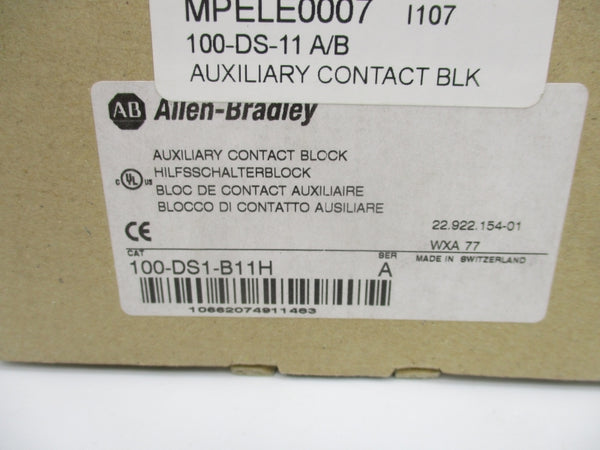 MPELE0007 I107
100-DS-11 A/B
AUXILIARY CONTACT BLK
AB Allen-Bradley
AUXILIARY CONTACT BLOCK
HILFSSCHALTERBLOCK
c UL us
BLOC DE CONTACT AUXILIAIRE
BLOCCO DI CONTATTO AUSILIARE
22.922.154-01
CE
WXA 77
CAT
SER
MADE IN SWITZERLAND
100-DS1-B11H A
10662074911463